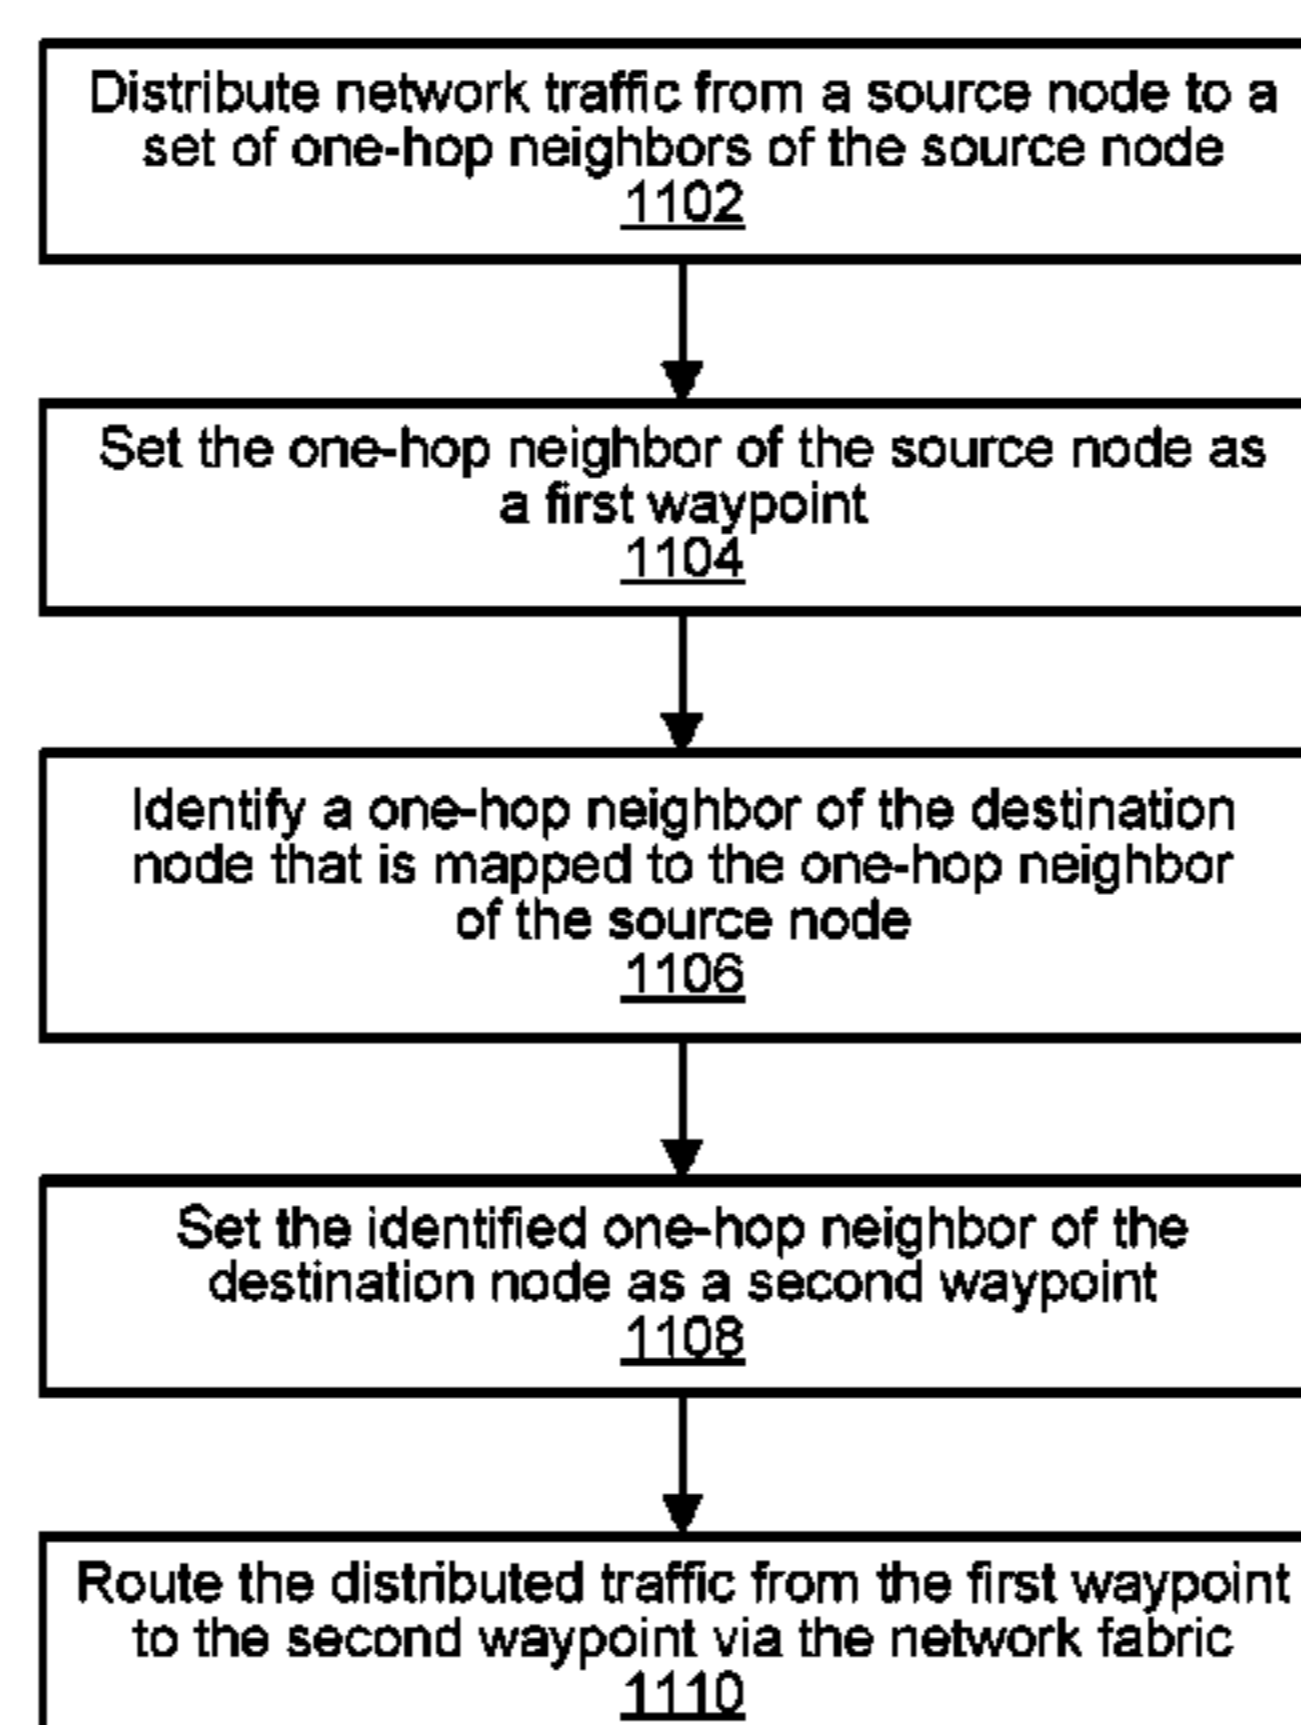 Distribute network traffic from a source node to a
set of one-hop neighbors of the source node
1102
Set the one-hop neighbor of the source node as
a first waypoint
1104
Identify a one-hop neighbor of the destination
node that is mapped to the one-hop neighbor
of the source node
1106
Set the identified one-hop neighbor of the
destination node as a second waypoint
1108
Route the distributed traffic from the first waypoint
to the second waypoint via the network fabric
1110